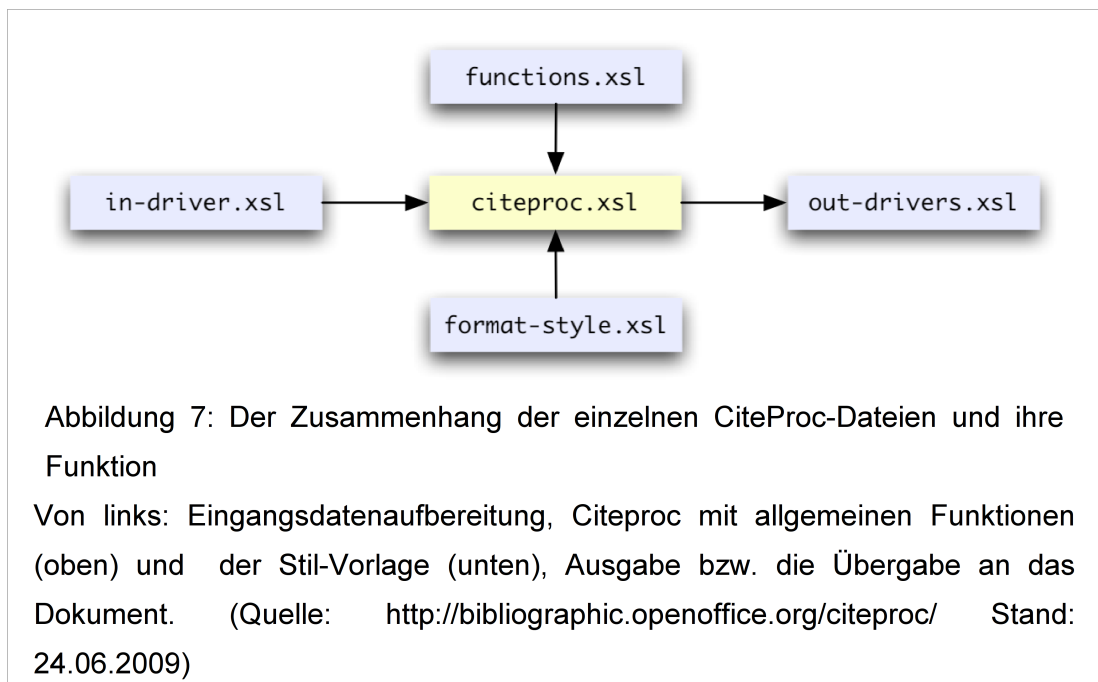 functions.xsl
in-driver.xsl
citeproc.xsl
out-drivers.xsl
format-style.xsl
Abbildung 7: Der Zusammenhang der einzelnen CiteProc-Dateien und ihre
Funktion
Von links: Eingangsdatenaufbereitung, Citeproc mit allgemeinen Funktionen
(oben) und der Stil-Vorlage (unten), Ausgabe bzw. die Übergabe an das
Dokument. (Quelle: http://bibliographic.openoffice.org/citeproc/ Stand:
24.06.2009)